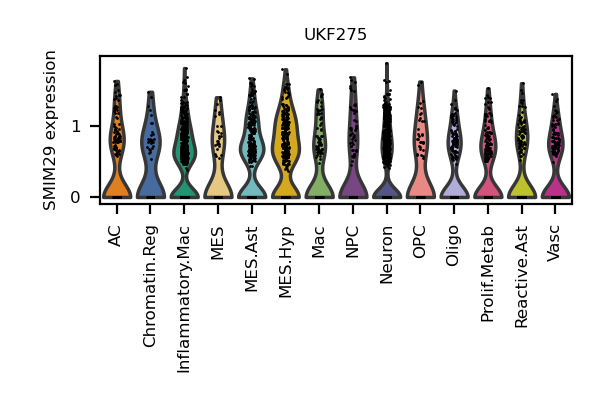 UKF275
SMIM29 expression
1
0
AC
Chromatin.Reg
Inflammatory.Mac
MES
MES.Ast
MES.Hyp
Mac
NPC
Neuron
OPC
Oligo
Prolif.Metab
Reactive.Ast
Vasc